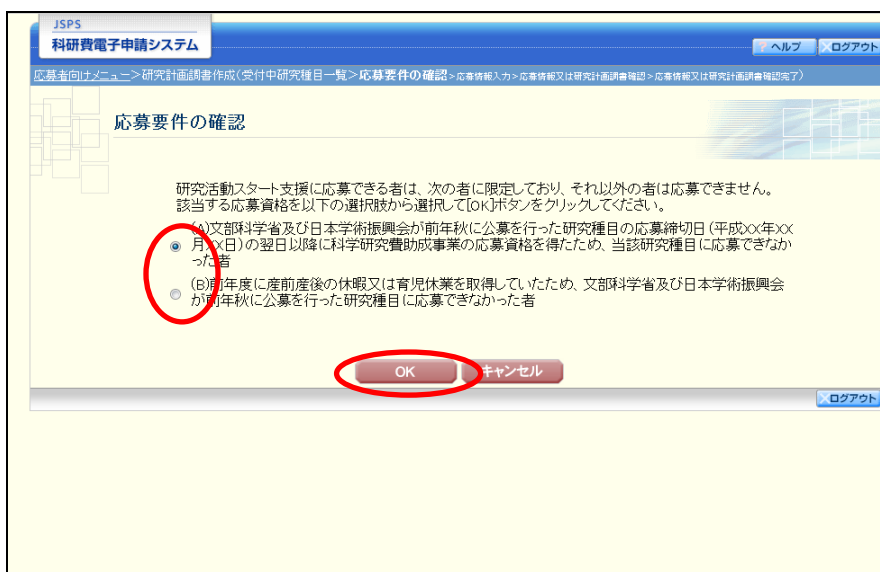 JSPS
科研費電子申請システム
? ヘルプ
ログアウト
応募者向けメニュー>研究計画調書作成(受付中研究種目一覧>応募要件の確認>応募情報入力>応募情報又は研究計画調書確認>応募情報又は研究計画調書確認完了)
応募要件の確認
研究活動スタート支援に応募できる者は、次の者に限定しており、それ以外の者は応募できません。
該当する応募資格を以下の選択肢から選択して[OK]ボタンをクリックしてください。
(A)文部科学省及び日本学術振興会が前年秋に公募を行った研究種目の応募締切日(平成XX年XX
月XX日)の翌日以降に科学研究費助成事業の応募資格を得たため、当該研究種目に応募できなか
った者
(B)前年度に産前産後の休暇又は育児休業を取得していたため、文部科学省及び日本学術振興会
が前年秋に公募を行った研究種目に応募できなかった者
OK
キャンセル
ログアウト